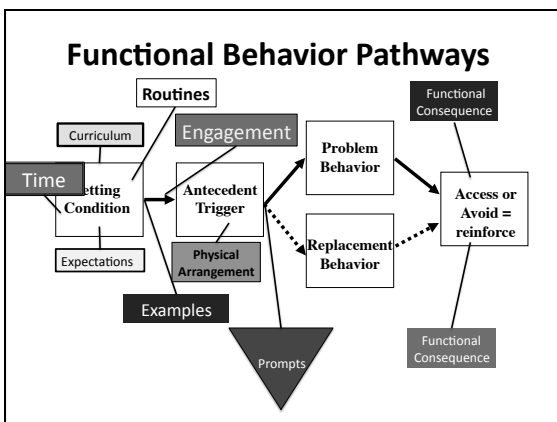 Functional Behavior Pathways
Routines
Functional
Consequence
Curriculum
Engagement
Problem
Behavior
Time
etting
Condition
Antecedent
Trigger
Access or
Avoid =
reinforce
Expectations
Physical
Arrangement
Replacement
Behavior
Examples
Prompts
Functional
Consequence